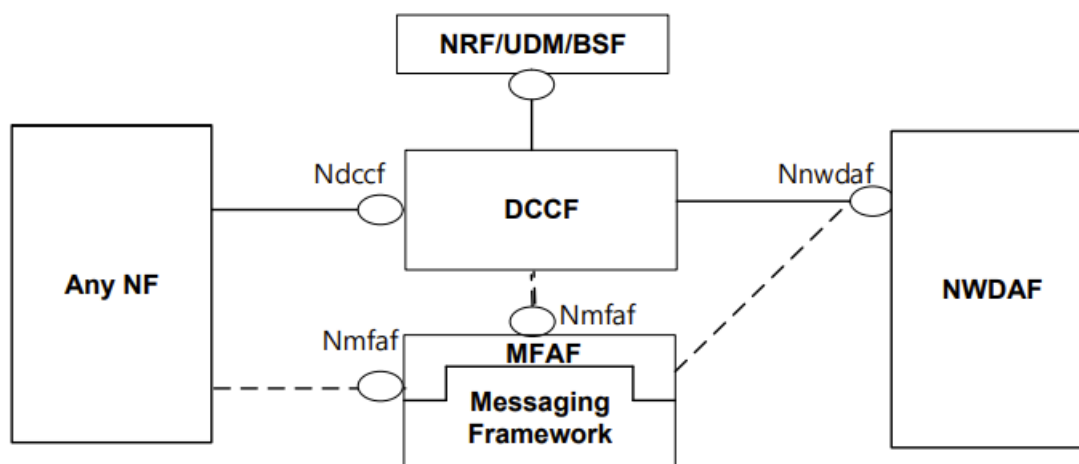 NRF/UDM/BSF
Ndccf
Nnwdaf
DCCF
Any NF
NWDAF
Nmfaf
Nmfaf
MFAF
Messaging
Framework